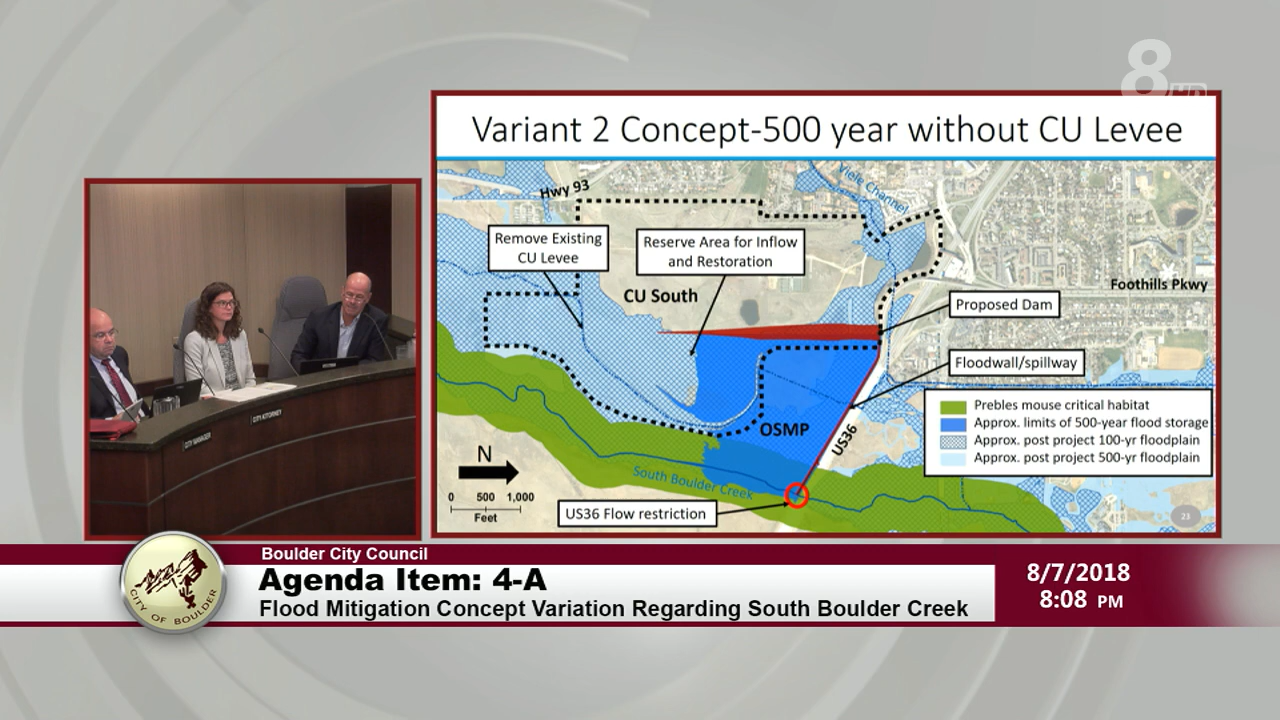 8
HD
Variant 2 Concept-500 year without CU Levee
Hwy 93
Viele Channel
Remove Existing
CU Levee
Reserve Area for Inflow
and Restoration
CU South
Foothills Pkwy
Proposed Dam
Floodwall/spillway
Prebles mouse critical habitat
Approx. limits of 500-year flood storage
Approx. post project 100-yr floodplain
Approx. post project 500-yr floodplain
OSMP
US36
N
South Boulder Creek
0 500 1,000
Feet
US36 Flow restriction
23
CITY MANAGER
CITY ATTORNEY
Boulder City Council
Agenda Item: 4-A
Flood Mitigation Concept Variation Regarding South Boulder Creek
8/7/2018
8:08 PM
CITY OF BOULDER